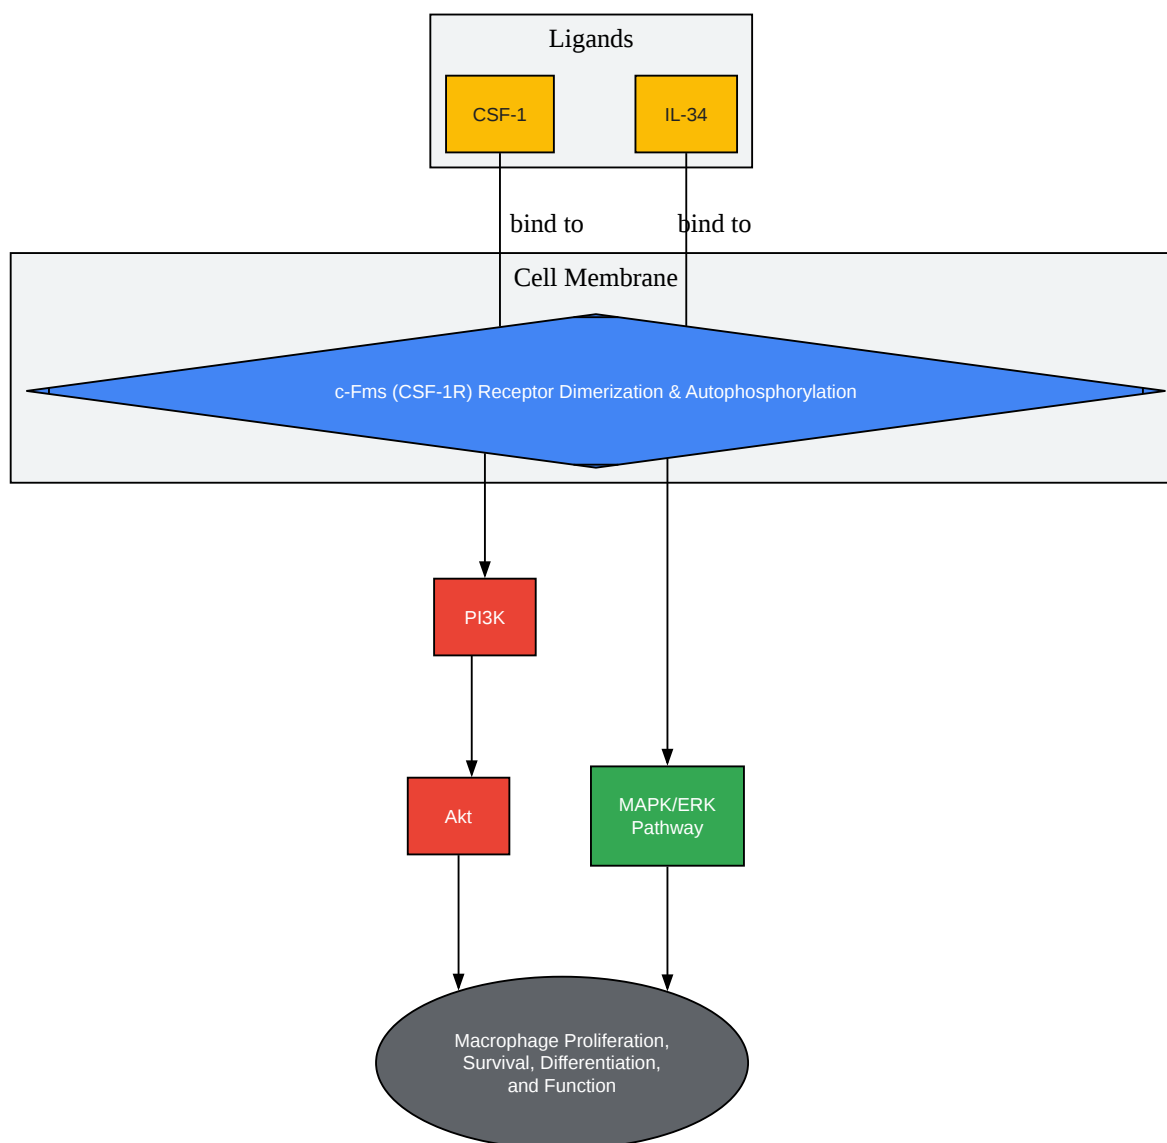 Ligands
CSF-1
IL-34
bind to
bind to
Cell Membrane
c-Fms (CSF-1R) Receptor Dimerization & Autophosphorylation
PI3K
Akt
MAPK/ERK
Pathway
Macrophage Proliferation,
Survival, Differentiation,
and Function